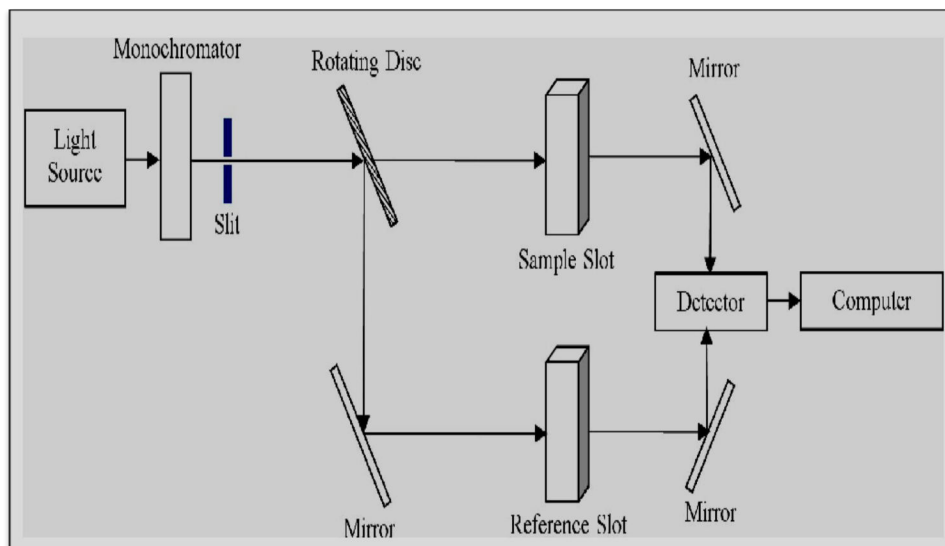 Monochromator
Rotating Disc
Mirror
Light
Source
Slit
Sample Slot
Detector
Computer
Mirror
Reference Slot
Mirror